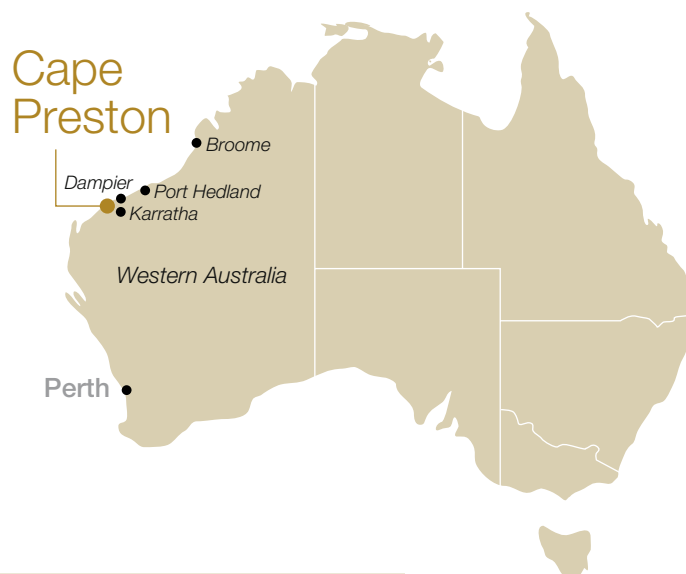 Cape
Preston
Broome
Dampier
Port Hedland
Karratha
Western Australia
Perth